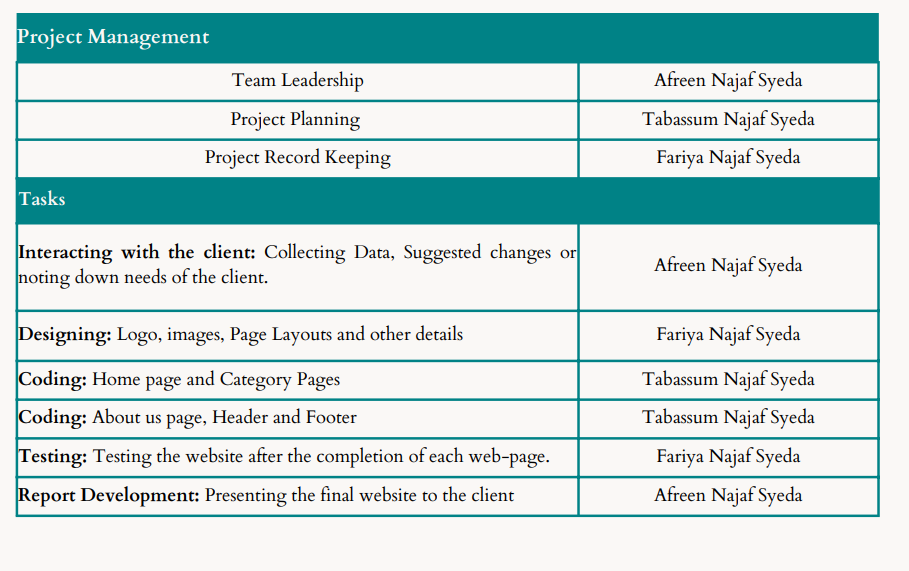 Project Management
Team Leadership
Afreen Najaf Syeda
Project Planning
Tabassum Najaf Syeda
Project Record Keeping
Fariya Najaf Syeda
Tasks
Interacting with the client: Collecting Data, Suggested changes or
noting down needs of the client.
Afreen Najaf Syeda
Designing: Logo, images, Page Layouts and other details
Fariya Najaf Syeda
Coding: Home page and Category Pages
Tabassum Najaf Syeda
Coding: About us page, Header and Footer
Tabassum Najaf Syeda
Testing: Testing the website after the completion of each web-page.
Fariya Najaf Syeda
Report Development: Presenting the final website to the client
Afreen Najaf Syeda